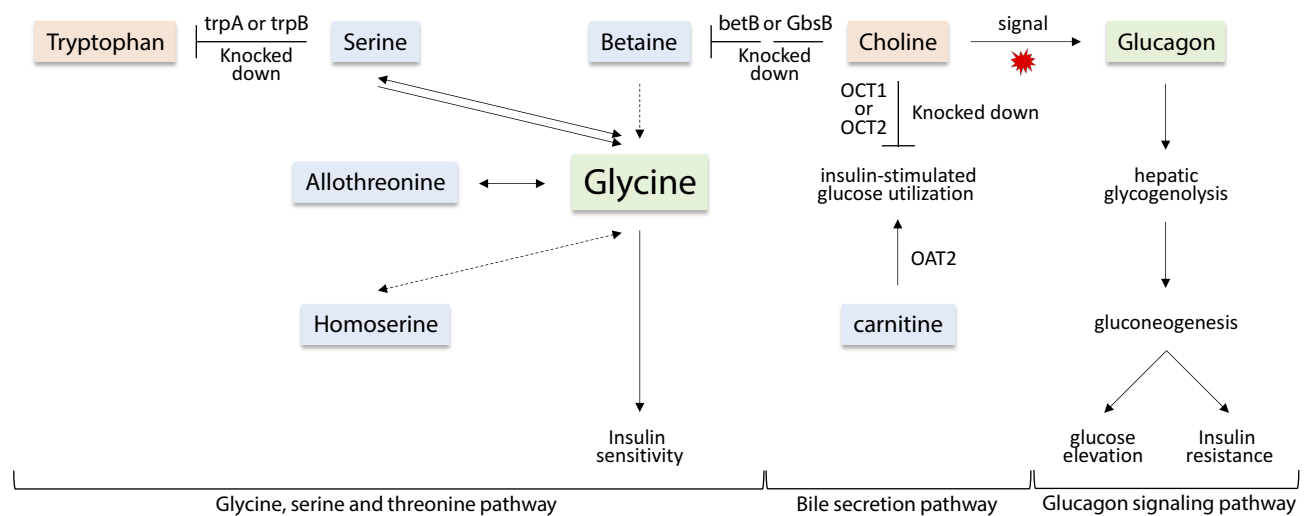 Tryptophan
trpA or trpB
Knocked
down
Serine
Betaine
betB or GbsB
Knocked
down
Choline
signal
Glucagon
OCT1
or
OCT2
Knocked down
Allothreonine
Glycine
insulin-stimulated
glucose utilization
hepatic
glycogenolysis
OAT2
Homoserine
carnitine
gluconeogenesis
Insulin
sensitivity
glucose
elevation
Insulin
resistance
Glycine, serine and threonine pathway
Bile secretion pathway
Glucagon signaling pathway